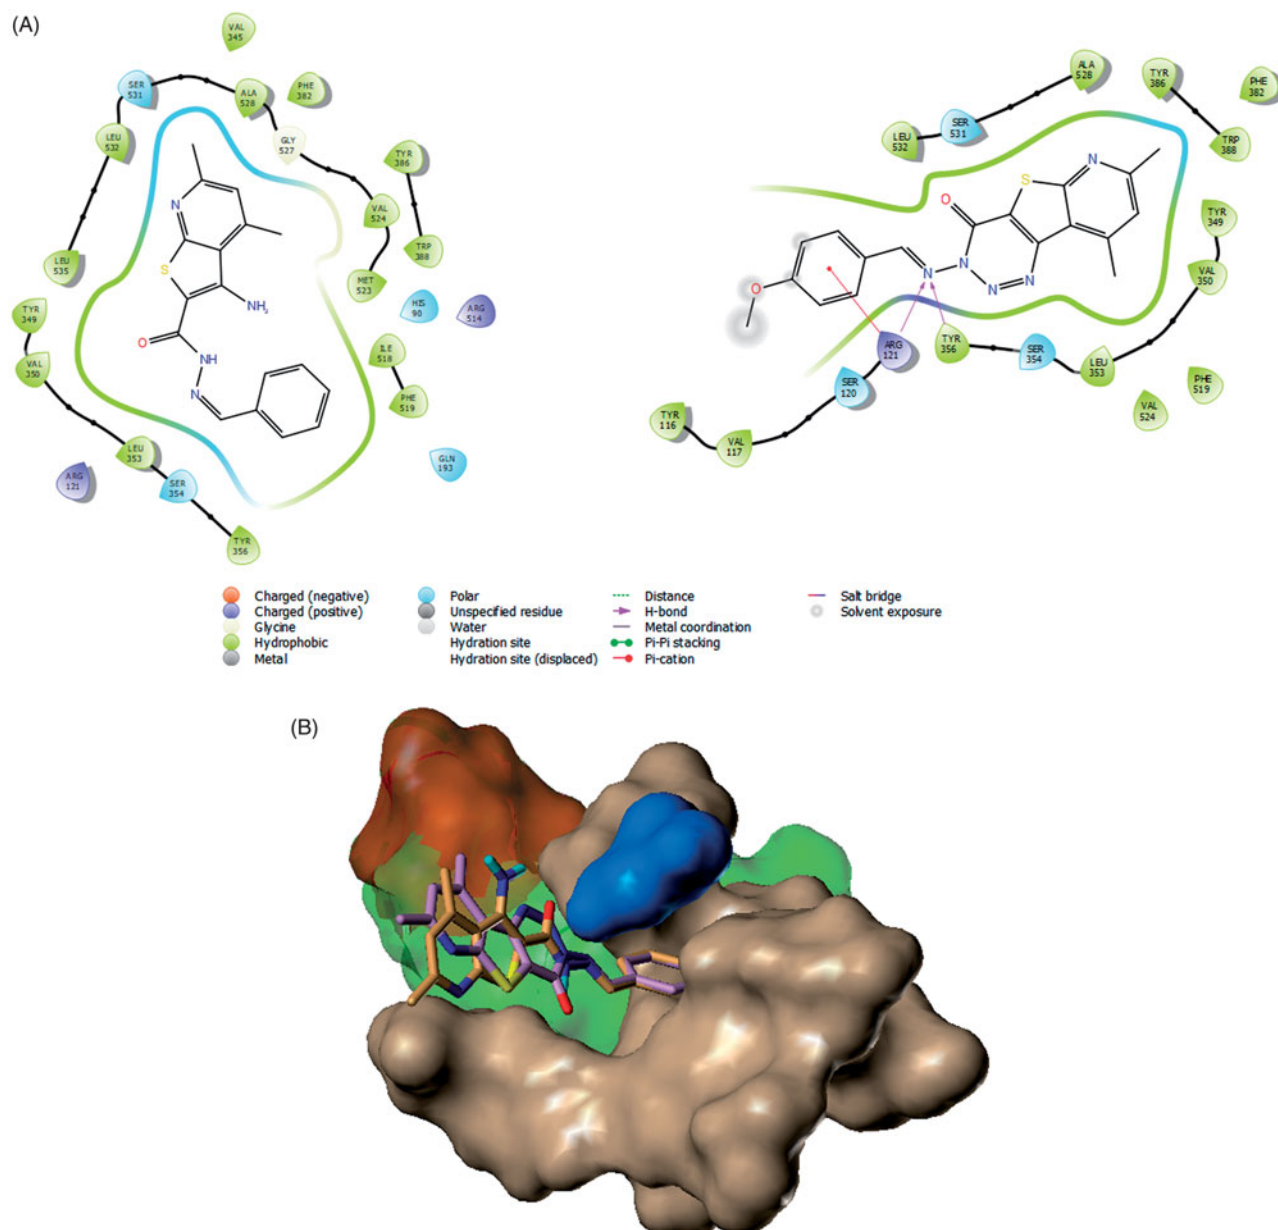 (A)
VAL 345
SER 531
ALA 528
PHE 382
LEU 532
GLY 527
TYR 386
VAL 524
TRP 388
LEU 535
MET 523
HIS 90
ARG 514
TYR 349
VAL 350
ILE 518
PHE 519
LEU 353
GLN 193
ARG 121
SER 354
TYR 356
N
S
NH2
O
NH
N
ALA 528
TYR 386
PHE 382
SER 531
LEU 532
TRP 388
S
N
O
TYR 349
N
N
N
N
VAL 350
O
ARG 121
TYR 356
SER 354
LEU 353
SER 120
PHE 519
VAL 524
TYR 116
VAL 117
Charged (negative)
Charged (positive)
Glycine
Hydrophobic
Metal
Polar
Unspecified residue
Water
Hydration site
Hydration site (displaced)
Distance
H-bond
Metal coordination
Pi-Pi stacking
Pi-cation
Salt bridge
Solvent exposure
(B)